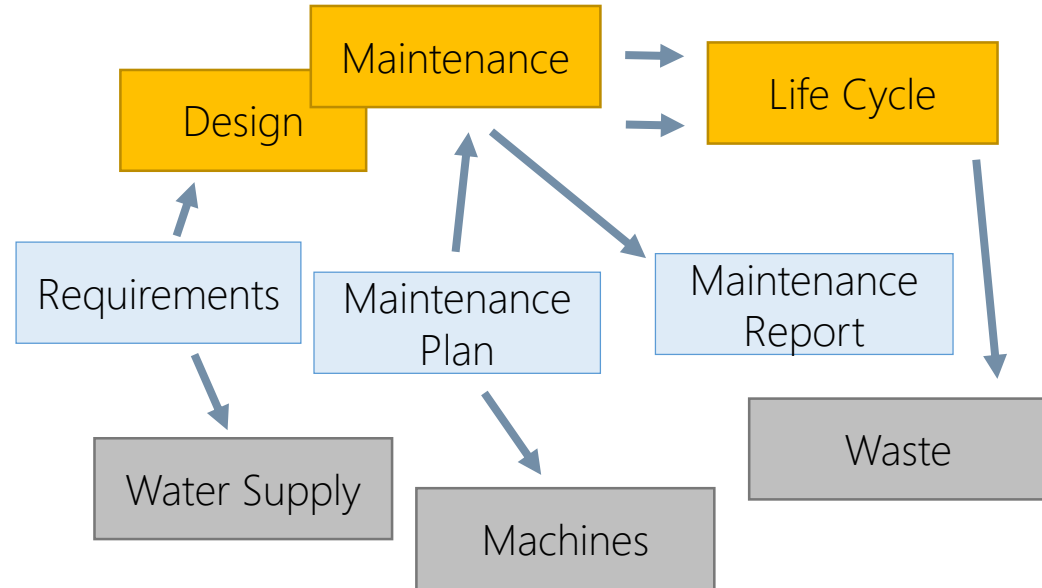 Maintenance
Design
Life Cycle
Requirements
Maintenance
Plan
Maintenance
Report
Water Supply
Machines
Waste